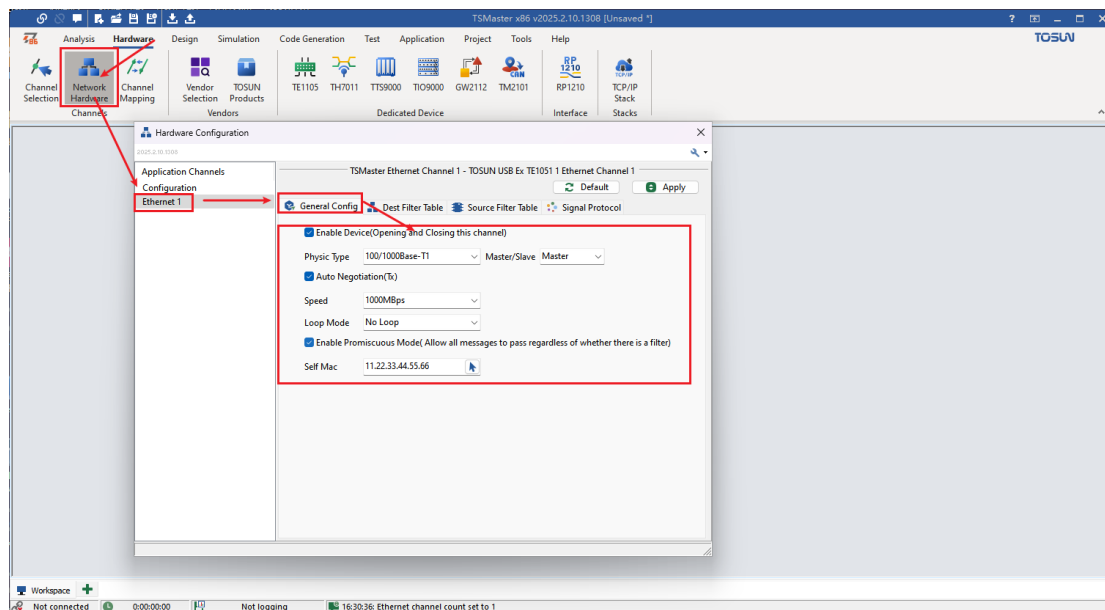 TSMaster x86 v2025.2.10.1308 [Unsaved *]
Analysis Hardware Design Simulation Code Generation Test Application Project Tools Help
TOSUN
Channel Selection
Network Hardware
Channel Mapping
Vendor Selection
TOSUN Products
TE1105
TH7011
TTS9000
TIO9000
GW2112
CAN
TM2101
RP
1210
RP1210
TCP/IP
TCP/IP Stack
Channels
Vendors
Dedicated Device
Interface
Stacks
Hardware Configuration
2025.2.10.1308
Application Channels
Configuration
Ethernet 1
TSMaster Ethernet Channel 1 - TOSUN USB Ex TE1051 1 Ethernet Channel 1
Default Apply
General Config Dest Filter Table Source Filter Table Signal Protocol
Enable Device(Opening and Closing this channel)
Physic Type 100/1000Base-T1 Master/Slave Master
Auto Negotiation(Tx)
Speed 1000MBps
Loop Mode No Loop
Enable Promiscuous Mode( Allow all messages to pass regardless of whether there is a filter)
Self Mac 11.22.33.44.55.66
Workspace
Not connected 0:00:00:00 Not logging 16:30:36: Ethernet channel count set to 1